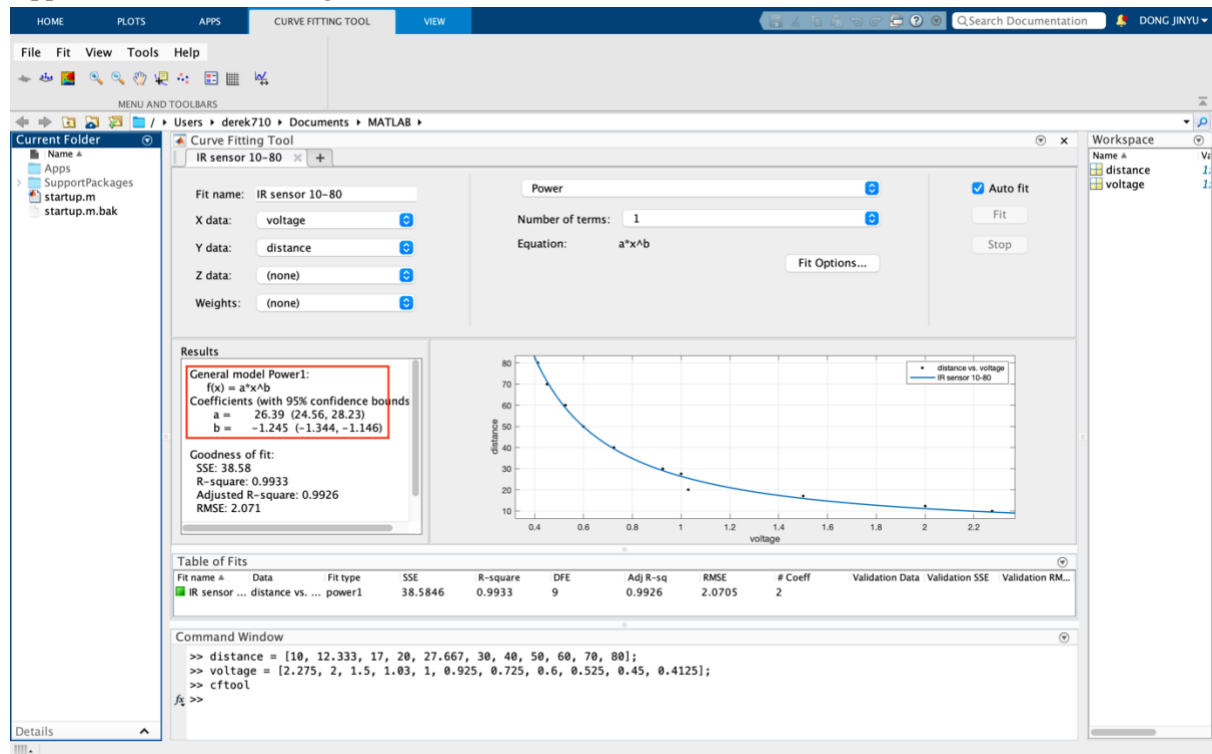 HOME PLOTS APPS CURVE FITTING TOOL VIEW Search Documentation DONG JINYU
File Fit View Tools Help
MENU AND TOOLBARS
/ Users derek710 Documents MATLAB
Current Folder
Name
Apps
SupportPackages
startup.m
startup.m.bak
Details
Curve Fitting Tool
IR sensor 10-80
Fit name: IR sensor 10-80
X data: voltage
Y data: distance
Z data: (none)
Weights: (none)
Power
Number of terms: 1
Equation: a*x^b
Fit Options...
Auto fit
Fit
Stop
Results
General model Power1:
f(x) = a*x^b
Coefficients (with 95% confidence bounds
a = 26.39 (24.56, 28.23)
b = -1.245 (-1.344, -1.146)
Goodness of fit:
SSE: 38.58
R-square: 0.9933
Adjusted R-square: 0.9926
RMSE: 2.071
distance
80
70
60
50
40
30
20
10
0.4 0.6 0.8 1 1.2 1.4 1.6 1.8 2 2.2
voltage
distance vs. voltage
IR sensor 10-80
Table of Fits
Fit name Data Fit type SSE R-square DFE Adj R-sq RMSE # Coeff Validation Data Validation SSE Validation RM...
IR sensor ... distance vs. ... power1 38.5846 0.9933 9 0.9926 2.0705 2
Command Window
>> distance = [10, 12.333, 17, 20, 27.667, 30, 40, 50, 60, 70, 80];
>> voltage = [2.275, 2, 1.5, 1.03, 1, 0.925, 0.725, 0.6, 0.525, 0.45, 0.4125];
>> cftool
fx >>
Workspace
Name Va
distance 1:
voltage 1: